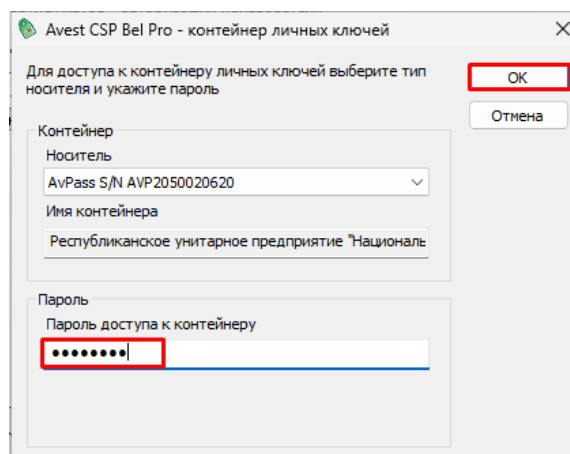 Avest CSP Bel Pro - контейнер личных ключей
Для доступа к контейнеру личных ключей выберите тип
носителя и укажите пароль
OK
Отмена
Контейнер
Носитель
AvPass S/N AVP2050020620
Имя контейнера
Республиканское унитарное предприятие "Националь
Пароль
Пароль доступа к контейнеру
••••••••